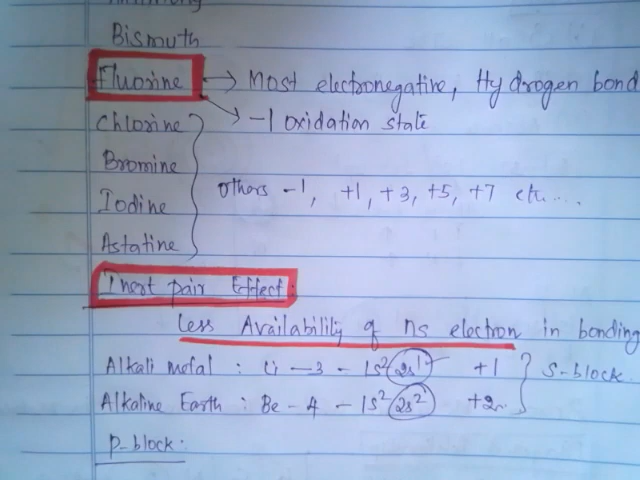 Bismuth
Fluorine → Most electronegative, Hydrogen bond
→ -1 oxidation state
Chlorine
Bromine
Others -1, +1, +3, +5, +7 etc....
Iodine
Astatine
Inert pair Effect:
Less Availability of ns electron in bonding
Alkali metal : Li - 3 - 1s² 2s¹ +1
S-block.
Alkaline Earth : Be - 4 - 1s² 2s² +2
p-block: